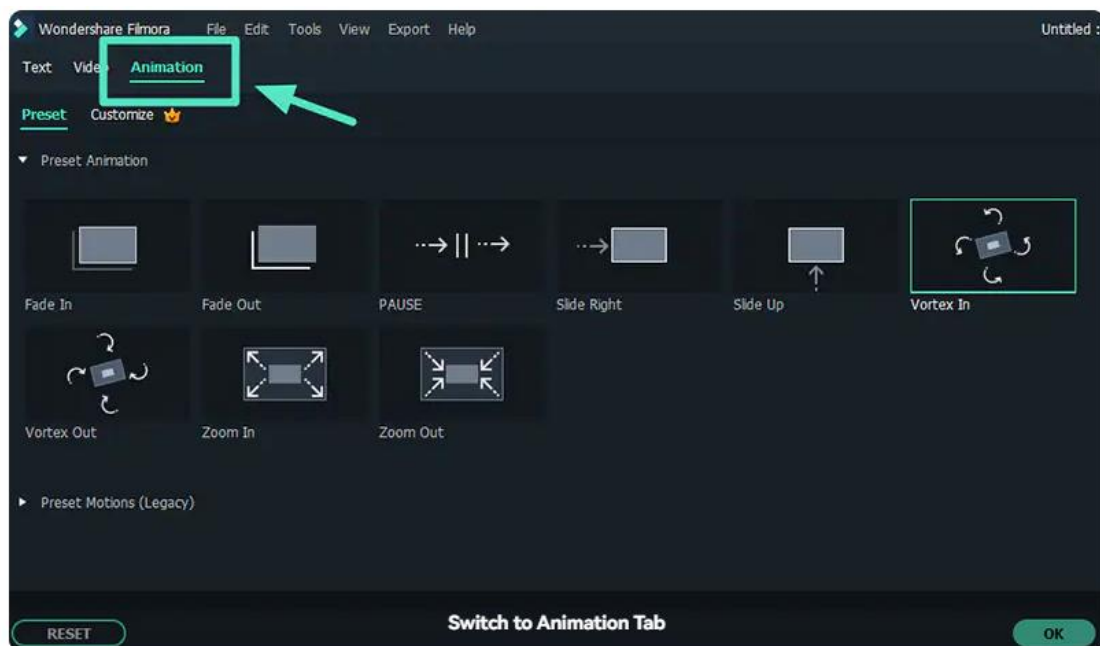 Wondershare Filmora File Edit Tools View Export Help Untitled :
Text Video Animation
Preset Customize
Preset Animation
Fade In Fade Out PAUSE Slide Right Slide Up Vortex In
Vortex Out Zoom In Zoom Out
Preset Motions (Legacy)
RESET Switch to Animation Tab OK